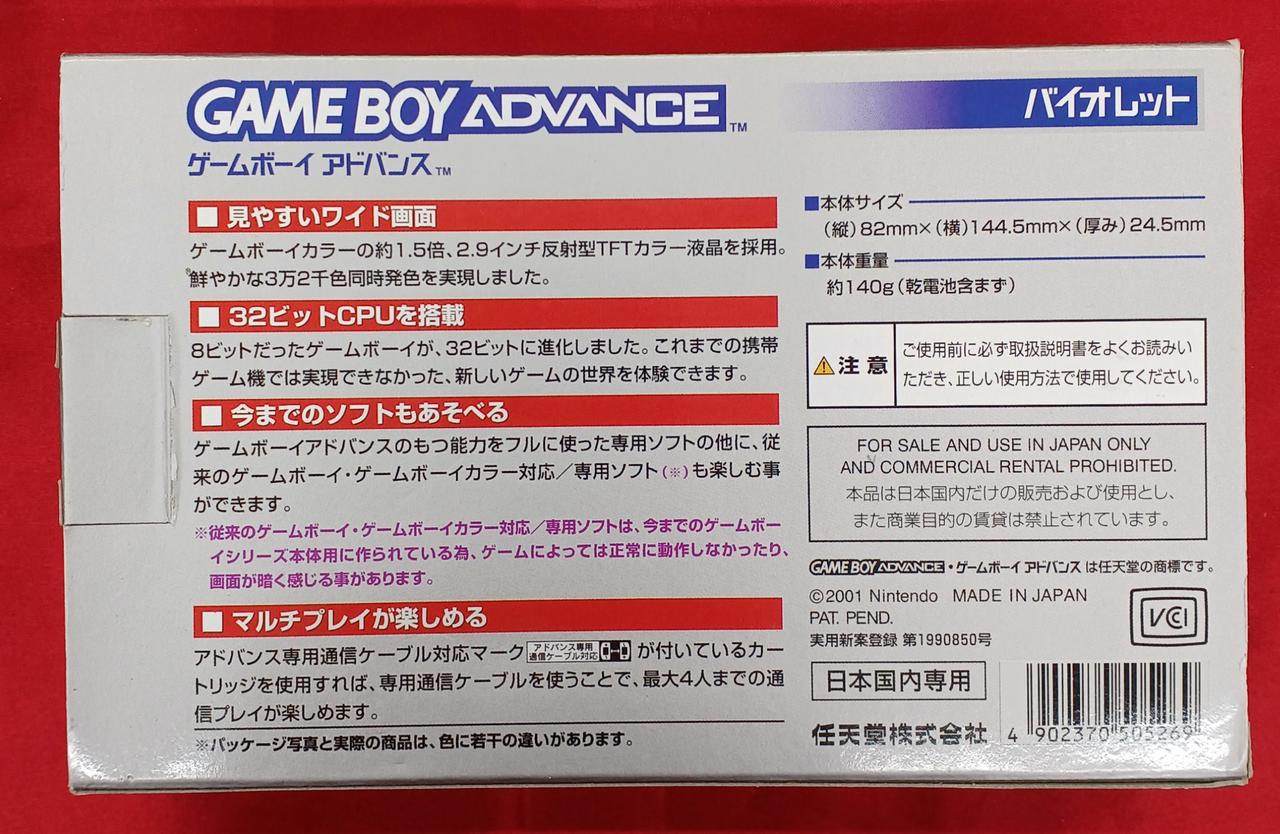 GAME BOY ADVANCE™
ゲームボーイ アドバンス™
バイオレット
■ 見やすいワイド画面
ゲームボーイカラーの約1.5倍、2.9インチ反射型TFTカラー液晶を採用。
鮮やかな3万2千色同時発色を実現しました。
■ 32ビットCPUを搭載
8ビットだったゲームボーイが、32ビットに進化しました。これまでの携帯
ゲーム機では実現できなかった、新しいゲームの世界を体験できます。
■ 今までのソフトもあそべる
ゲームボーイアドバンスのもつ能力をフルに使った専用ソフトの他に、従
来のゲームボーイ・ゲームボーイカラー対応／専用ソフト(※)も楽しむ事
ができます。
※従来のゲームボーイ・ゲームボーイカラー対応／専用ソフトは、今までのゲームボー
イシリーズ本体用に作られている為、ゲームによっては正常に動作しなかったり、
画面が暗く感じる事があります。
■ マルチプレイが楽しめる
アドバンス専用通信ケーブル対応マーク アドバンス専用 通信ケーブル対応 が付いているカー
トリッジを使用すれば、専用通信ケーブルを使うことで、最大4人までの通
信プレイが楽しめます。
※パッケージ写真と実際の商品は、色に若干の違いがあります。
■本体サイズ
（縦）82mm×（横）144.5mm×（厚み）24.5mm
■本体重量
約140g（乾電池含まず）
注意
ご使用前に必ず取扱説明書をよくお読みい
ただき、正しい使用方法で使用してください。
FOR SALE AND USE IN JAPAN ONLY
AND COMMERCIAL RENTAL PROHIBITED.
本品は日本国内だけの販売および使用とし、
また商業目的の賃貸は禁止されています。
GAME BOY ADVANCE・ゲームボーイ アドバンス は任天堂の商標です。
©2001 Nintendo MADE IN JAPAN
PAT. PEND.
実用新案登録 第1990850号
VCI
日本国内専用
任天堂株式会社
4 902370 505269